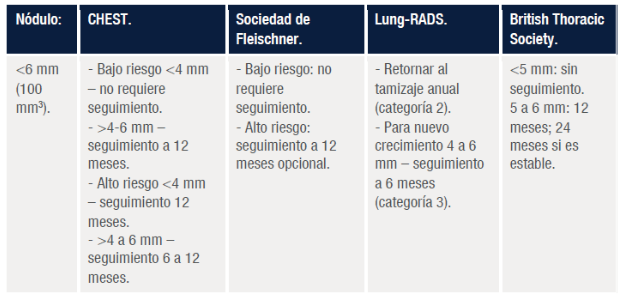 Nódulo:
CHEST.
Sociedad de
Fleischner.
Lung-RADS.
British Thoracic
Society.
<6 mm
(100
mm³).
- Bajo riesgo <4 mm
– no requiere
seguimiento.
- >4-6 mm –
seguimiento a 12
meses.
- Alto riesgo <4 mm
– seguimiento 12
meses.
- >4 a 6 mm –
seguimiento 6 a 12
meses.
- Bajo riesgo: no
requiere
seguimiento.
- Alto riesgo:
seguimiento a 12
meses opcional.
- Retornar al
tamizaje anual
(categoría 2).
- Para nuevo
crecimiento 4 a 6
mm – seguimiento
a 6 meses
(categoría 3).
<5 mm: sin
seguimiento.
5 a 6 mm: 12
meses; 24
meses si es
estable.